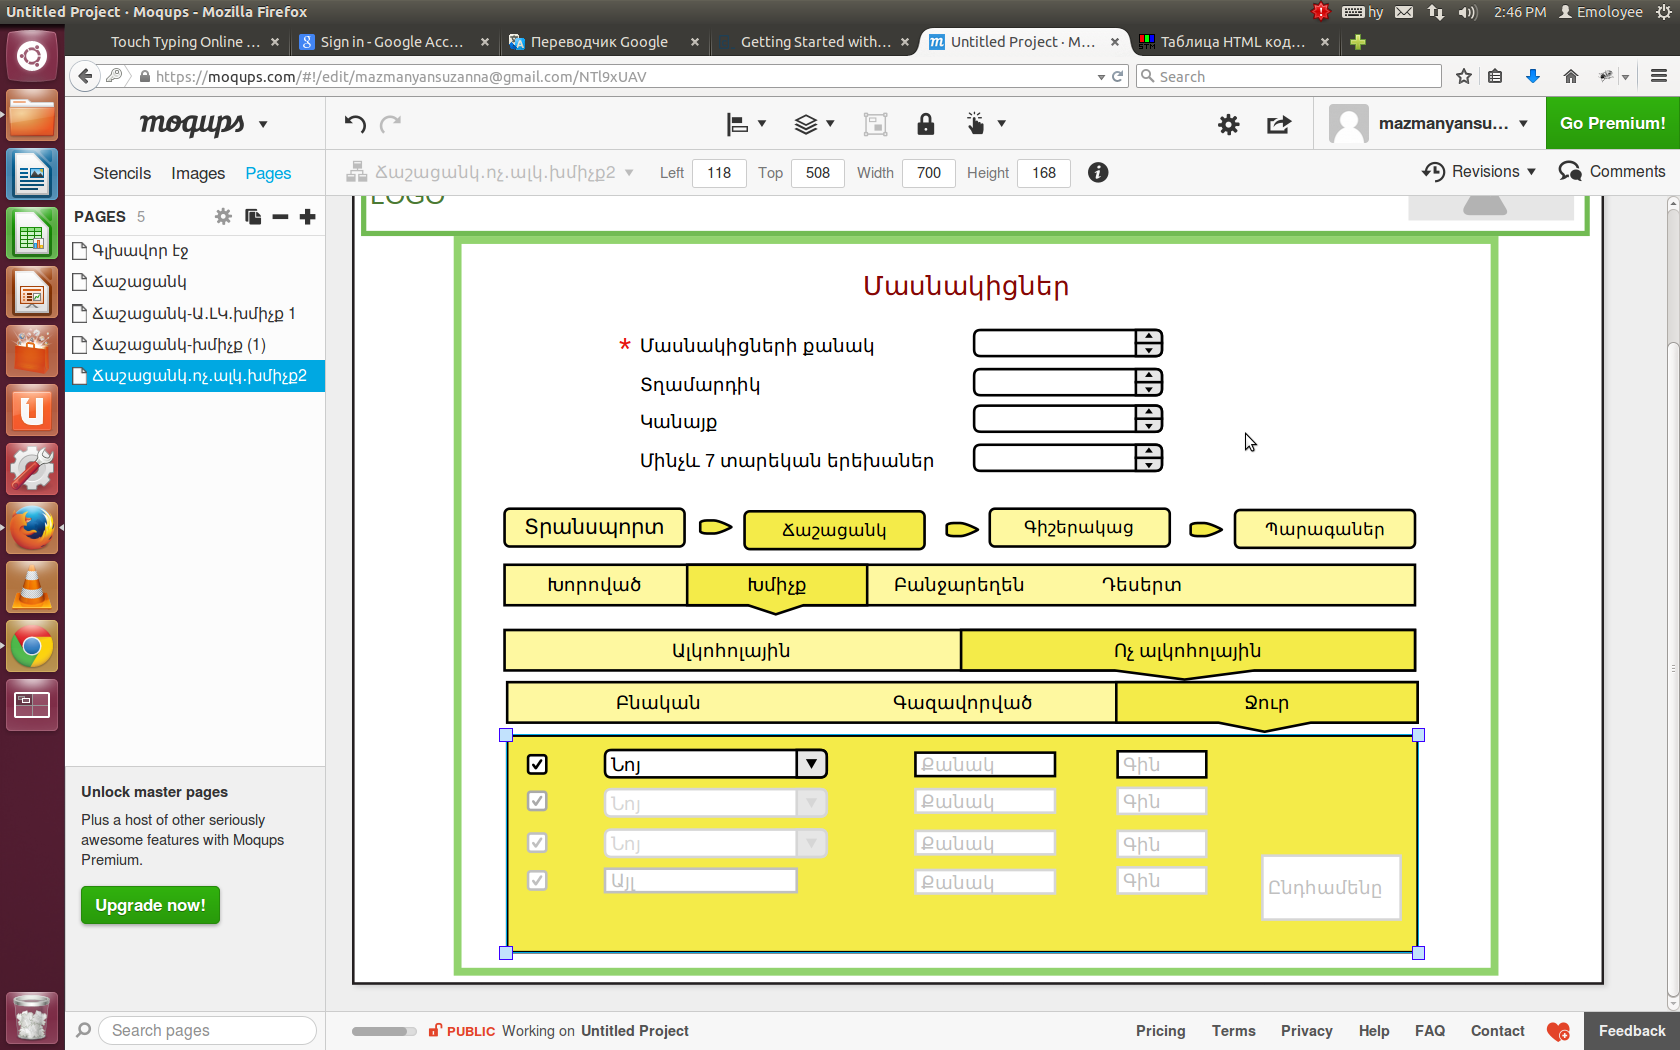 Untitled Project · Moqups - Mozilla Firefox
hy
2:46 PM
Emoloyee
Touch Typing Online ...
Sign in - Google Acc...
Переводчик Google
Getting Started with...
Untitled Project · M...
Таблица HTML код...
https://moqups.com/#!/edit/mazmanyansuzanna@gmail.com/NTl9xUAV
Search
moqups
mazmanyansu...
Go Premium!
Stencils Images Pages
Ճաշացանկ.ոչ.ալկ.խմիչք2
Left 118 Top 508 Width 700 Height 168
Revisions
Comments
PAGES 5
Գլխավոր էջ
Ճաշացանկ
Ճաշացանկ-Ա.ԼԿ.խմիչք 1
Ճաշացանկ-խմիչք (1)
Ճաշացանկ.ոչ.ալկ.խմիչք2
Unlock master pages
Plus a host of other seriously
awesome features with Moqups
Premium.
Upgrade now!
Search pages
LOGO
Մասնակիցներ
* Մասնակիցների քանակ
Տղամարդիկ
Կանայք
Մինչև 7 տարեկան երեխաներ
Տրանսպորտ Ճաշացանկ Գիշերակաց Պարագաներ
Խորոված Խմիչք Բանջարեղեն Դեսերտ
Ալկոհոլային Ոչ ալկոհոլային
Բնական Գազավորված Ջուր
Նոյ Քանակ Գին
Նոյ Քանակ Գին
Նոյ Քանակ Գին
Այլ Քանակ Գին
Ընդհամենը
PUBLIC Working on Untitled Project
Pricing Terms Privacy Help FAQ Contact Feedback